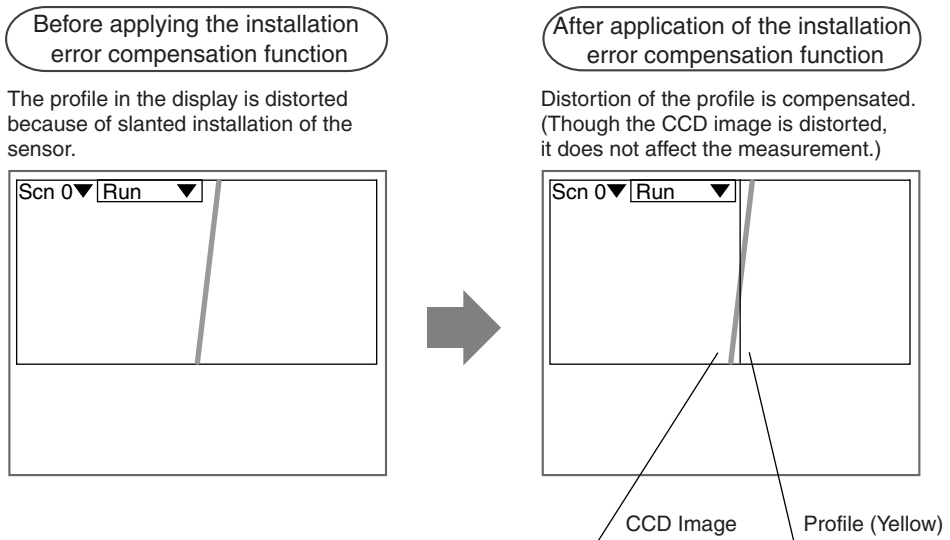 Before applying the installation
error compensation function
The profile in the display is distorted
because of slanted installation of the
sensor.
Scn 0▼ Run ▼
After application of the installation
error compensation function
Distortion of the profile is compensated.
(Though the CCD image is distorted,
it does not affect the measurement.)
Scn 0▼ Run ▼
CCD Image
Profile (Yellow)